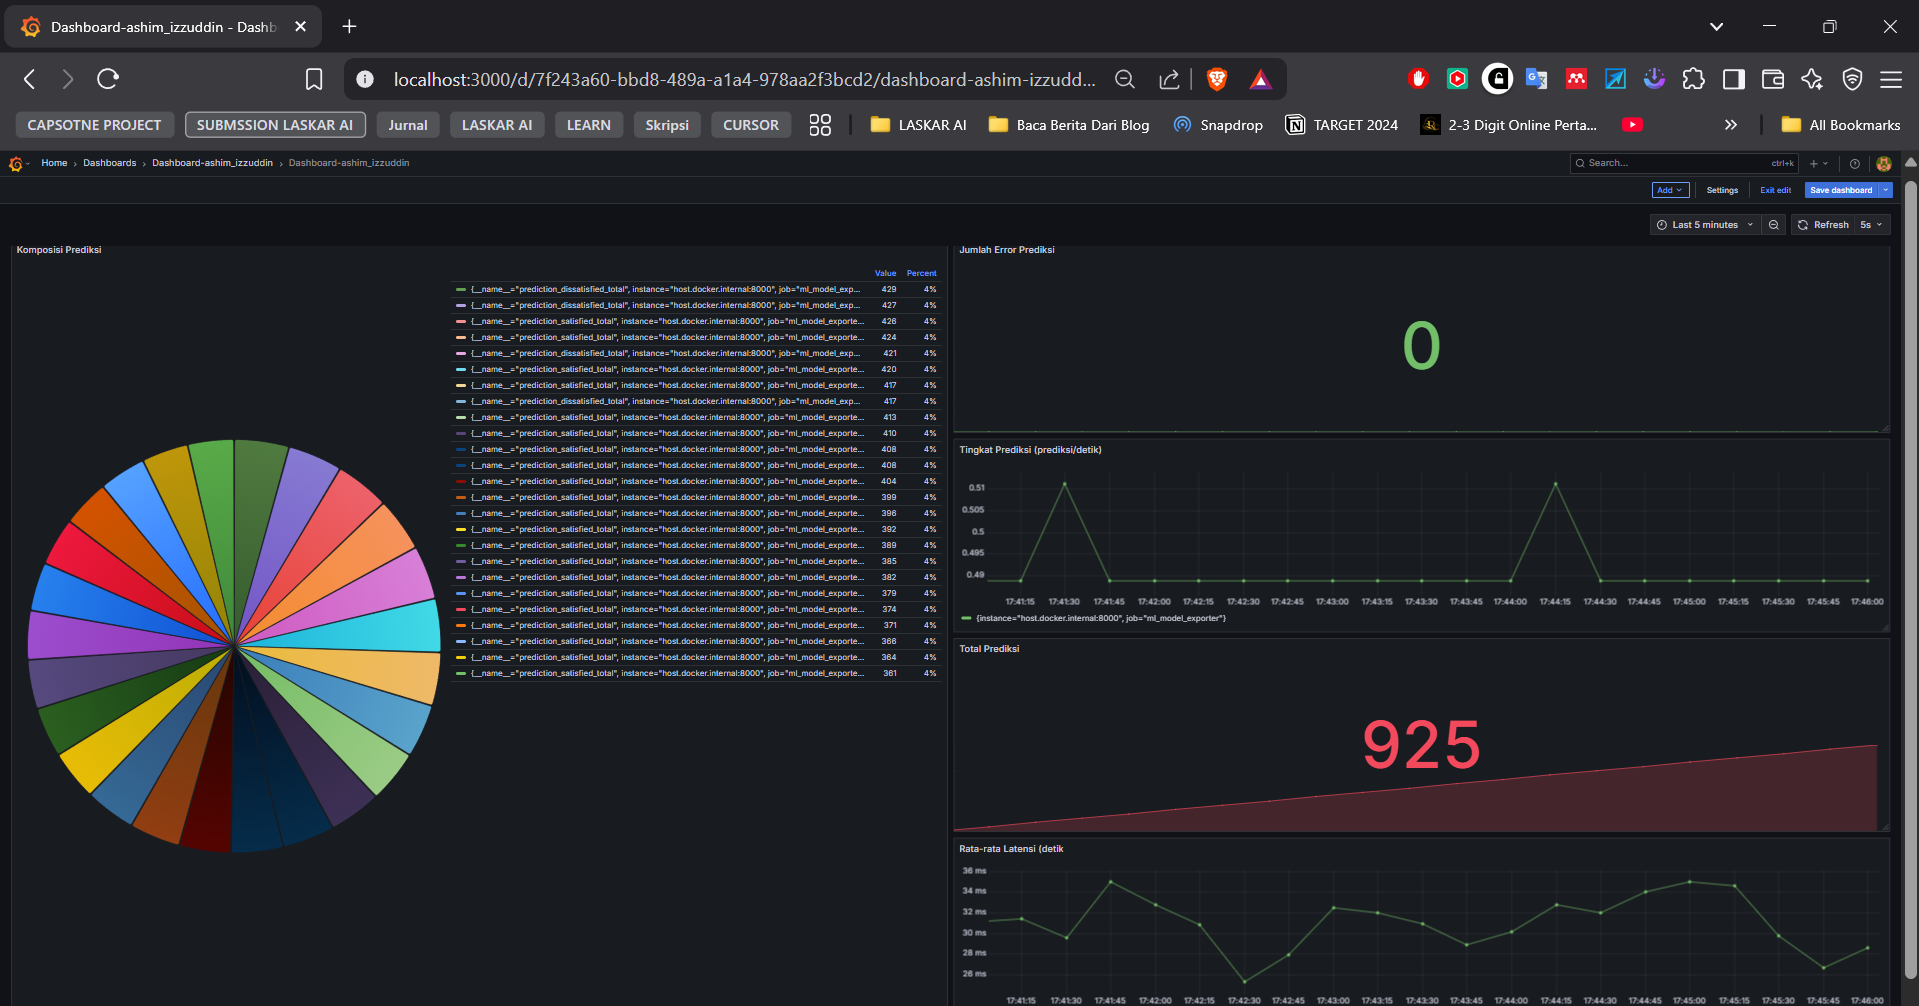 Dashboard-ashim_izzuddin - Dashb
localhost:3000/d/7f243a60-bbd8-489a-a1a4-978aa2f3bcd2/dashboard-ashim-izzudd...
CAPSOTNE PROJECT SUBMSSION LASKAR AI Jurnal LASKAR AI LEARN Skripsi CURSOR LASKAR AI Baca Berita Dari Blog Snapdrop TARGET 2024 2-3 Digit Online Perta... All Bookmarks
Home › Dashboards › Dashboard-ashim_izzuddin › Dashboard-ashim_izzuddin Search... ctrl+k
Add Settings Exit edit Save dashboard
Last 5 minutes Refresh 5s
Komposisi Prediksi
Value Percent
{__name__="prediction_dissatisfied_total", instance="host.docker.internal:8000", job="ml_model_exp... 429 4%
{__name__="prediction_dissatisfied_total", instance="host.docker.internal:8000", job="ml_model_exp... 427 4%
{__name__="prediction_satisfied_total", instance="host.docker.internal:8000", job="ml_model_exporte... 426 4%
{__name__="prediction_satisfied_total", instance="host.docker.internal:8000", job="ml_model_exporte... 424 4%
{__name__="prediction_dissatisfied_total", instance="host.docker.internal:8000", job="ml_model_exp... 421 4%
{__name__="prediction_satisfied_total", instance="host.docker.internal:8000", job="ml_model_exporte... 420 4%
{__name__="prediction_satisfied_total", instance="host.docker.internal:8000", job="ml_model_exporte... 417 4%
{__name__="prediction_dissatisfied_total", instance="host.docker.internal:8000", job="ml_model_exp... 417 4%
{__name__="prediction_satisfied_total", instance="host.docker.internal:8000", job="ml_model_exporte... 413 4%
{__name__="prediction_satisfied_total", instance="host.docker.internal:8000", job="ml_model_exporte... 410 4%
{__name__="prediction_satisfied_total", instance="host.docker.internal:8000", job="ml_model_exporte... 408 4%
{__name__="prediction_satisfied_total", instance="host.docker.internal:8000", job="ml_model_exporte... 408 4%
{__name__="prediction_satisfied_total", instance="host.docker.internal:8000", job="ml_model_exporte... 404 4%
{__name__="prediction_satisfied_total", instance="host.docker.internal:8000", job="ml_model_exporte... 399 4%
{__name__="prediction_satisfied_total", instance="host.docker.internal:8000", job="ml_model_exporte... 396 4%
{__name__="prediction_satisfied_total", instance="host.docker.internal:8000", job="ml_model_exporte... 392 4%
{__name__="prediction_satisfied_total", instance="host.docker.internal:8000", job="ml_model_exporte... 389 4%
{__name__="prediction_satisfied_total", instance="host.docker.internal:8000", job="ml_model_exporte... 385 4%
{__name__="prediction_satisfied_total", instance="host.docker.internal:8000", job="ml_model_exporte... 382 4%
{__name__="prediction_satisfied_total", instance="host.docker.internal:8000", job="ml_model_exporte... 379 4%
{__name__="prediction_satisfied_total", instance="host.docker.internal:8000", job="ml_model_exporte... 374 4%
{__name__="prediction_satisfied_total", instance="host.docker.internal:8000", job="ml_model_exporte... 371 4%
{__name__="prediction_satisfied_total", instance="host.docker.internal:8000", job="ml_model_exporte... 366 4%
{__name__="prediction_satisfied_total", instance="host.docker.internal:8000", job="ml_model_exporte... 364 4%
{__name__="prediction_satisfied_total", instance="host.docker.internal:8000", job="ml_model_exporte... 361 4%
Jumlah Error Prediksi
0
Tingkat Prediksi (prediksi/detik)
0.51
0.505
0.5
0.495
0.49
17:41:15 17:41:30 17:41:45 17:42:00 17:42:15 17:42:30 17:42:45 17:43:00 17:43:15 17:43:30 17:43:45 17:44:00 17:44:15 17:44:30 17:44:45 17:45:00 17:45:15 17:45:30 17:45:45 17:46:00
{instance="host.docker.internal:8000", job="ml_model_exporter"}
Total Prediksi
925
Rata-rata Latensi (detik
36 ms
34 ms
32 ms
30 ms
28 ms
26 ms
17:41:15 17:41:30 17:41:45 17:42:00 17:42:15 17:42:30 17:42:45 17:43:00 17:43:15 17:43:30 17:43:45 17:44:00 17:44:15 17:44:30 17:44:45 17:45:00 17:45:15 17:45:30 17:45:45 17:46:00